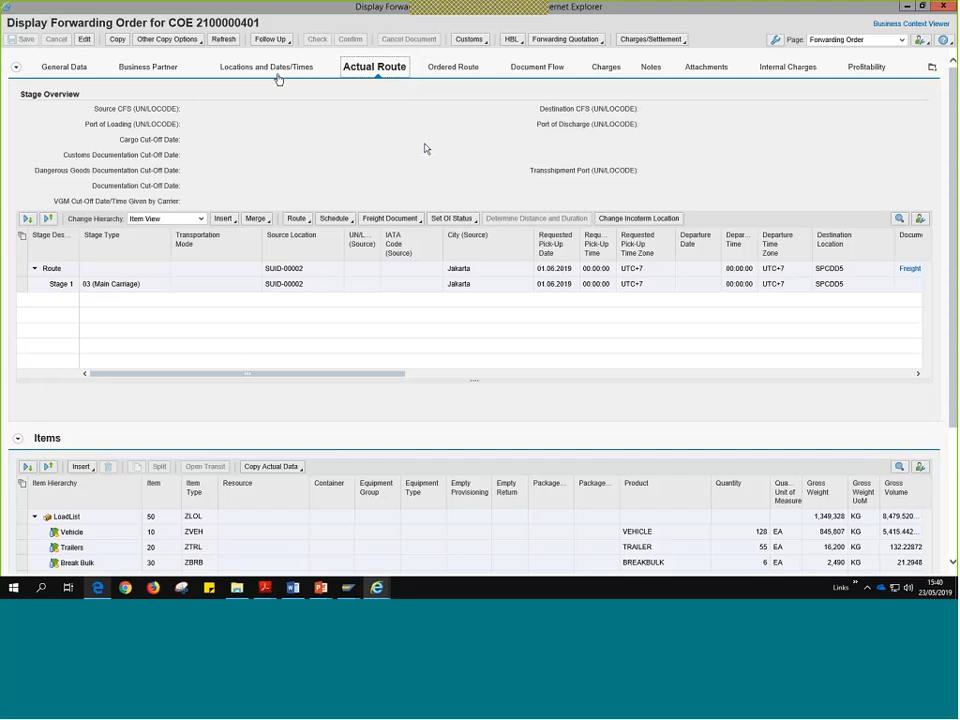 Display Forwa ernet Explorer
Display Forwarding Order for COE 2100000401
Business Context Viewer
Save Cancel Edit Copy Other Copy Options Refresh Follow Up Check Confirm Cancel Document Customs HBL Forwarding Quotation Charges/Settlement Page: Forwarding Order
General Data Business Partner Locations and Dates/Times Actual Route Ordered Route Document Flow Charges Notes Attachments Internal Charges Profitability
Stage Overview
Source CFS (UN/LOCODE): Destination CFS (UN/LOCODE):
Port of Loading (UN/LOCODE): Port of Discharge (UN/LOCODE):
Cargo Cut-Off Date:
Customs Documentation Cut-Off Date:
Dangerous Goods Documentation Cut-Off Date: Transshipment Port (UN/LOCODE):
Documentation Cut-Off Date:
VGM Cut-Off Date/Time Given by Carrier:
Change Hierarchy: Item View Insert Merge Route Schedule Freight Document Set OI Status Determine Distance and Duration Change Incoterm Location
Stage Des... Stage Type Transportation Source Location UN/L... IATA City (Source) Requested Requ... Requested Departure Depar... Departure Destination Docum
Mode (Source) Code Pick-Up Pick-Up Pick-Up Date Time Time Location
(Source) Date Time Time Zone Zone
Route SUID-00002 Jakarta 01.06.2019 00:00:00 UTC+7 00:00:00 UTC+7 SPCDD5 Freight
Stage 1 03 (Main Carriage) SUID-00002 Jakarta 01.06.2019 00:00:00 UTC+7 00:00:00 UTC+7 SPCDD5
Items
Insert Split Open Transit Copy Actual Data
Item Hierarchy Item Item Resource Container Equipment Equipment Empty Empty Package... Package... Product Quantity Qua... Gross Gross Gross
Type Group Type Provisioning Return Unit of Weight Weight Volume
Measure UoM
LoadList 50 ZLOL 1,349,328 KG 8,479.520...
Vehicle 10 ZVEH VEHICLE 128 EA 845,807 KG 5,415.442...
Trailers 20 ZTRL TRAILER 55 EA 16,200 KG 132.22872
Break Bulk 30 ZBRB BREAKBULK 6 EA 2,490 KG 21.2948
Links 15:40
23/05/2019